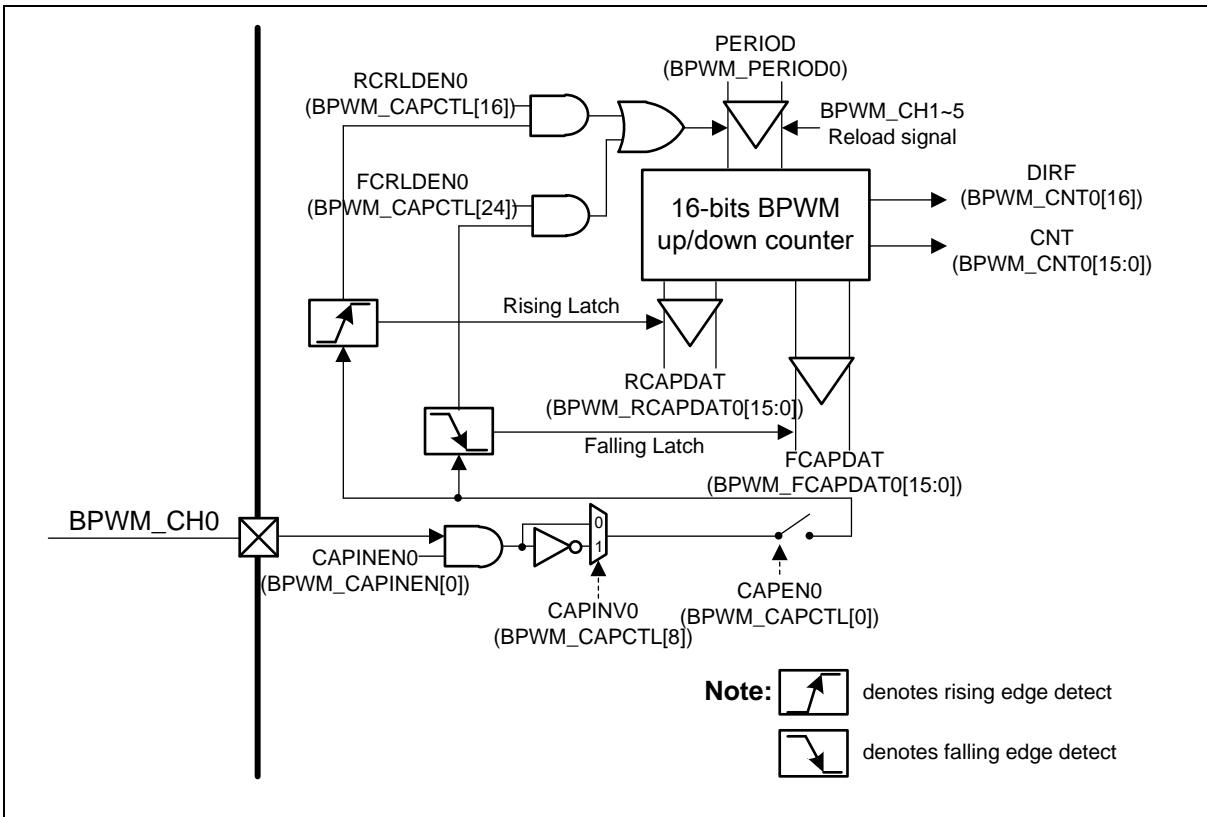 PERIOD
(BPWM_PERIOD0)
RCRLDEN0
(BPWM_CAPCTL[16])
BPWM_CH1~5
Reload signal
FCRLDEN0
(BPWM_CAPCTL[24])
16-bits BPWM
up/down counter
DIRF
(BPWM_CNT0[16])
CNT
(BPWM_CNT0[15:0])
Rising Latch
RCAPDAT
(BPWM_RCAPDAT0[15:0])
Falling Latch
FCAPDAT
(BPWM_FCAPDAT0[15:0])
BPWM_CH0
0
1
CAPINEN0
(BPWM_CAPINEN[0])
CAPINV0
(BPWM_CAPCTL[8])
CAPEN0
(BPWM_CAPCTL[0])
Note:
denotes rising edge detect
denotes falling edge detect